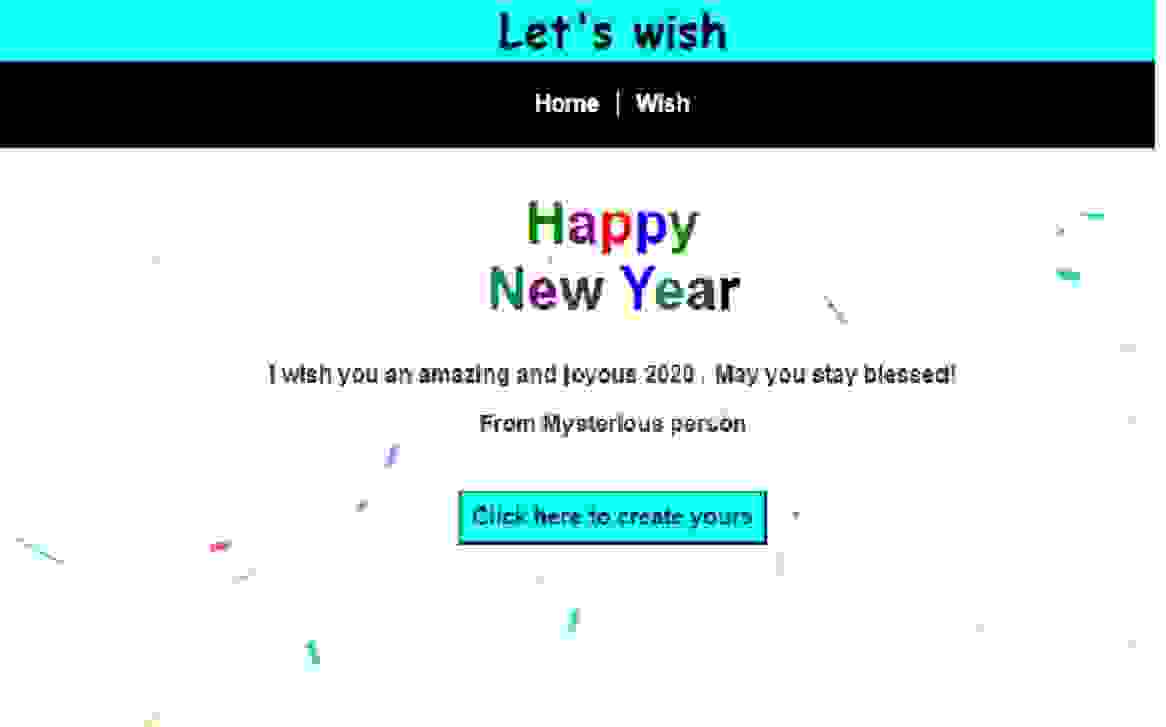 Let's wish
Home | Wish
Happy
New Year
I wish you an amazing and joyous 2020 . May you stay blessed!
From Mysterious person
Click here to create yours